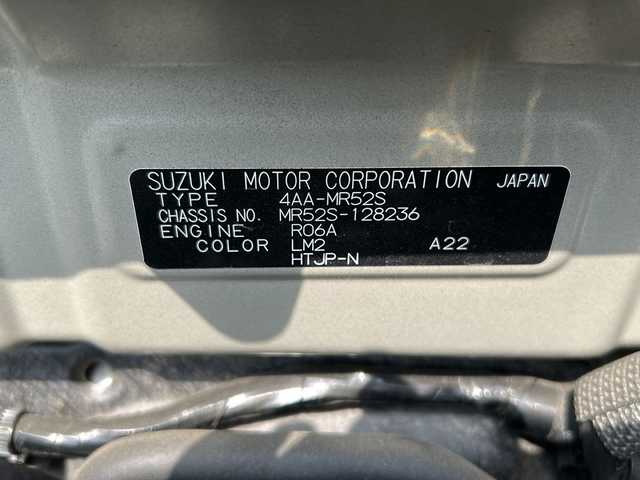 SUZUKI MOTOR CORPORATION JAPAN
TYPE 4AA-MR52S
CHASSIS NO. MR52S-128236
ENGINE R06A
COLOR LM2 A22
HTJP-N